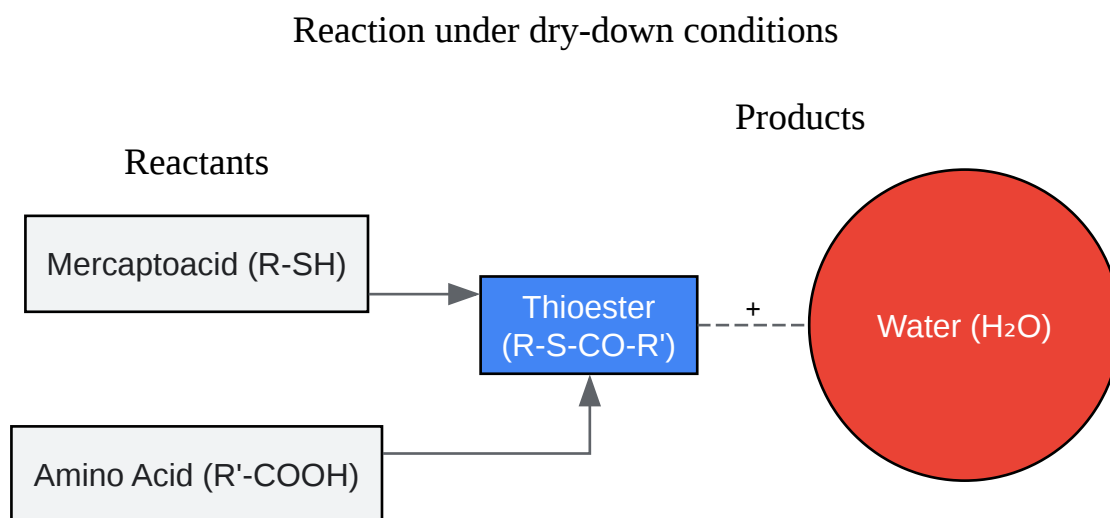 Reaction under dry-down conditions
Products
Reactants
Mercaptoacid (R-SH)
Thioester
(R-S-CO-R')
+
Water (H₂O)
Amino Acid (R'-COOH)